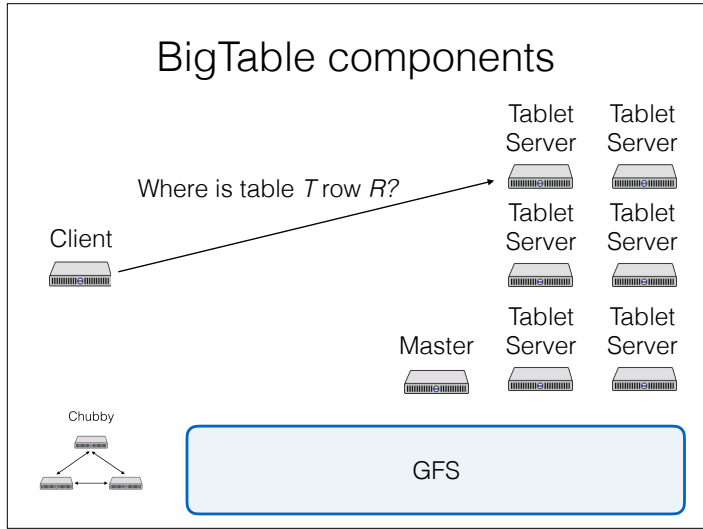 BigTable components
Tablet
Server
Tablet
Server
Where is table T row R?
Client
Tablet
Server
Tablet
Server
Master
Tablet
Server
Tablet
Server
Chubby
GFS